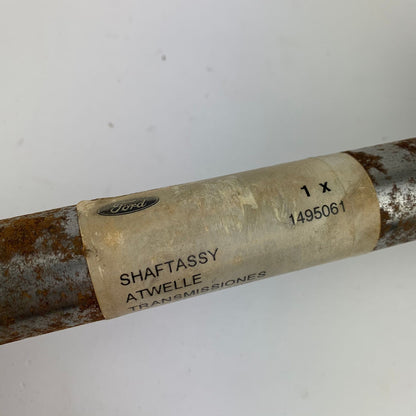 Ford
1 X
1495061
SHAFTASSY
ATWELLE
TRANSMISSIONES